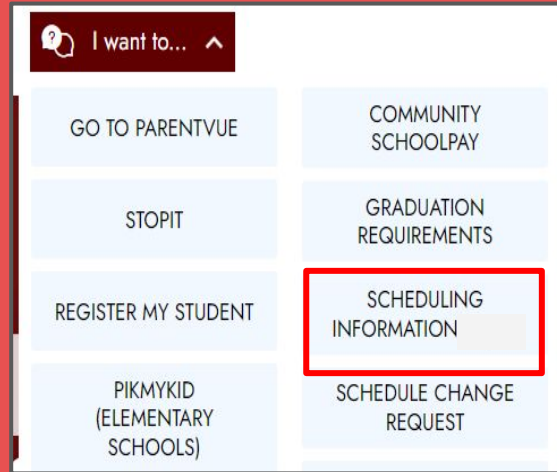 I want to...
GO TO PARENTVUE
COMMUNITY
SCHOOLPAY
STOPIT
GRADUATION
REQUIREMENTS
REGISTER MY STUDENT
SCHEDULING
INFORMATION
PIKMYKID
(ELEMENTARY
SCHOOLS)
SCHEDULE CHANGE
REQUEST